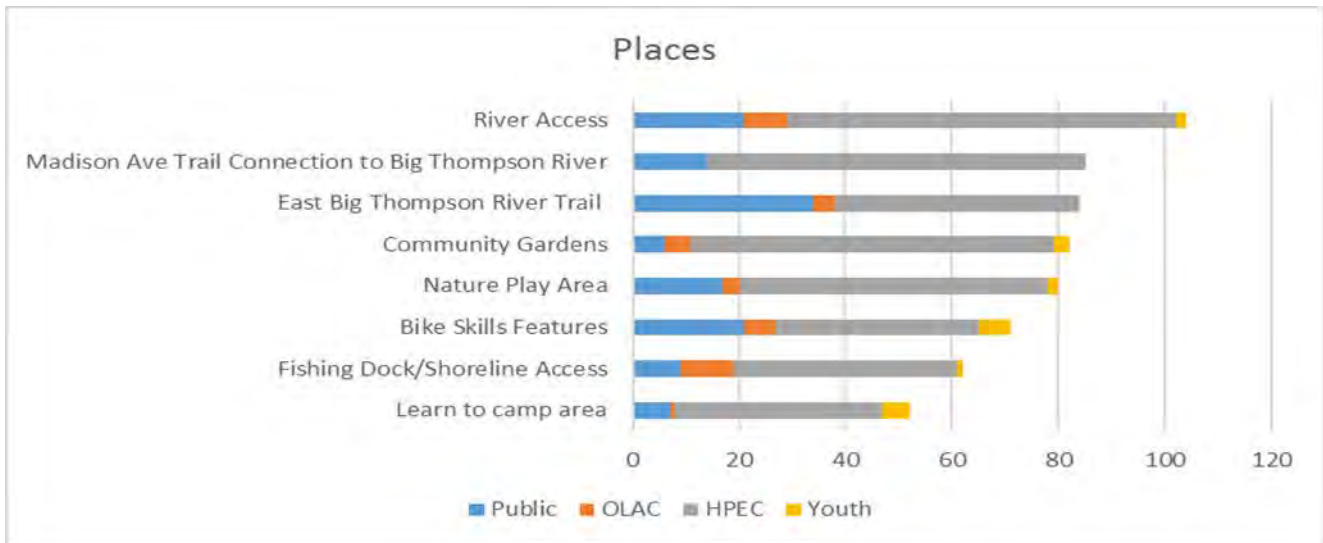 Places
River Access
Madison Ave Trail Connection to Big Thompson River
East Big Thompson River Trail
Community Gardens
Nature Play Area
Bike Skills Features
Fishing Dock/Shoreline Access
Learn to camp area
0 20 40 60 80 100 120
Public OLAC HPEC Youth